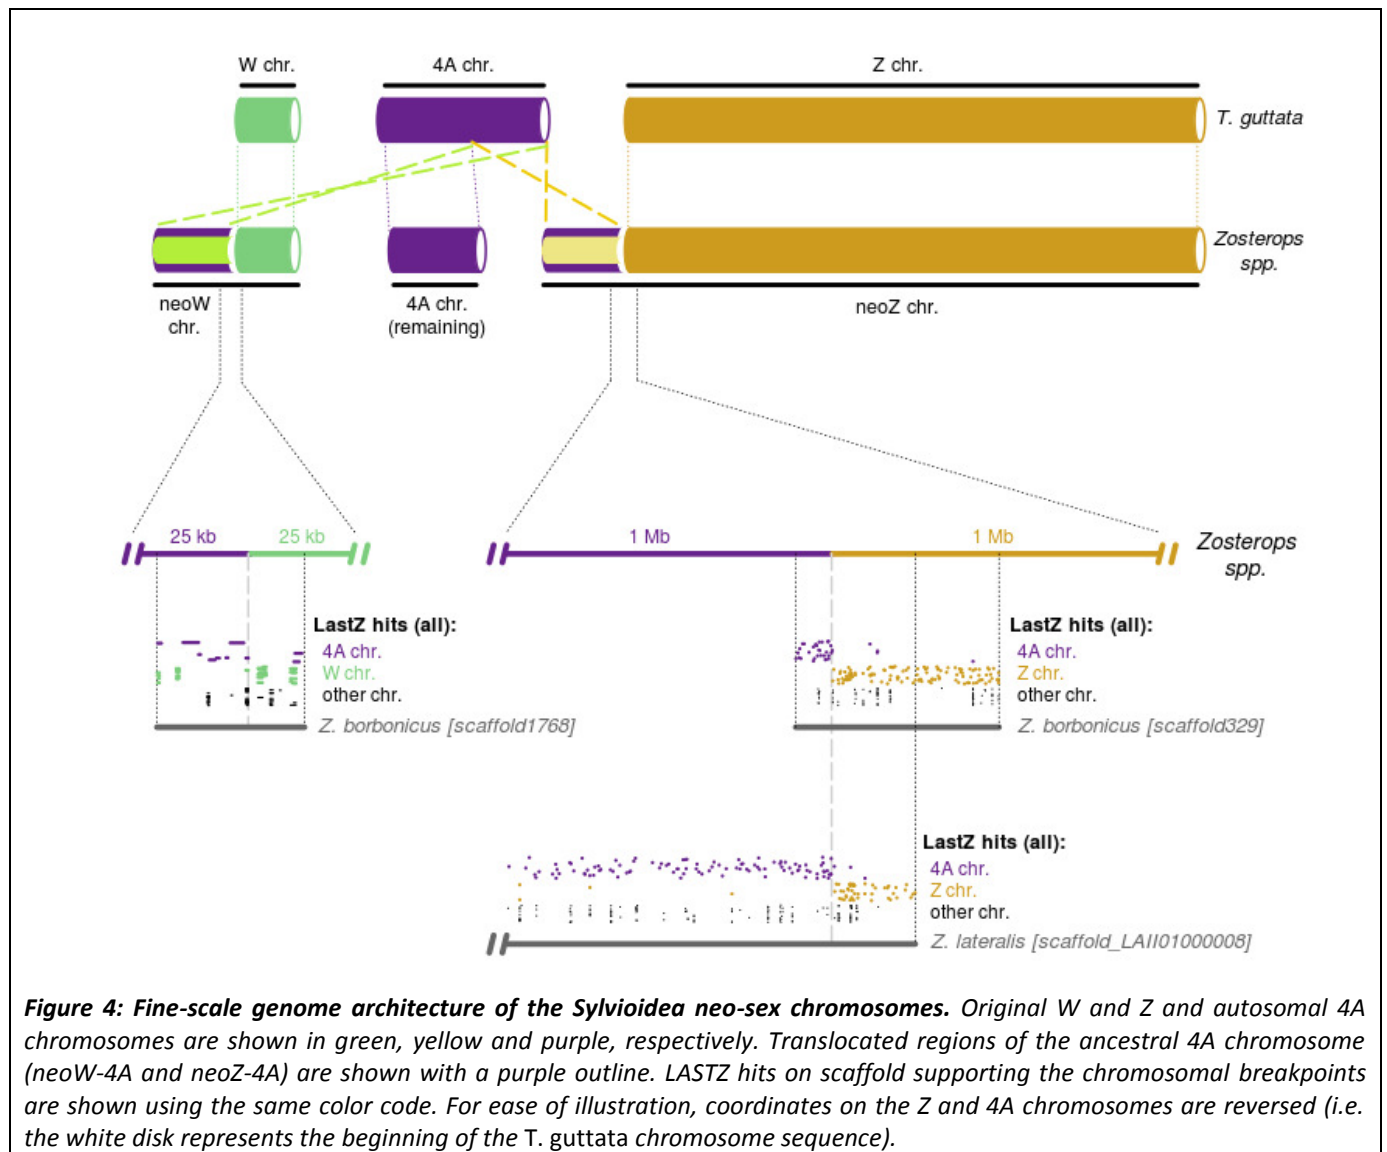 W chr.
4A chr.
Z chr.
T. guttata
Zosterops
spp.
neoW
chr.
4A chr.
(remaining)
neoZ chr.
25 kb
25 kb
1 Mb
1 Mb
Zosterops
spp.
LastZ hits (all):
4A chr.
W chr.
other chr.
Z. borbonicus [scaffold1768]
LastZ hits (all):
4A chr.
Z chr.
other chr.
Z. borbonicus [scaffold329]
LastZ hits (all):
4A chr.
Z chr.
other chr.
Z. lateralis [scaffold_LAII01000008]
Figure 4: Fine-scale genome architecture of the Sylvioidea neo-sex chromosomes. Original W and Z and autosomal 4A
chromosomes are shown in green, yellow and purple, respectively. Translocated regions of the ancestral 4A chromosome
(neoW-4A and neoZ-4A) are shown with a purple outline. LASTZ hits on scaffold supporting the chromosomal breakpoints
are shown using the same color code. For ease of illustration, coordinates on the Z and 4A chromosomes are reversed (i.e.
the white disk represents the beginning of the T. guttata chromosome sequence).